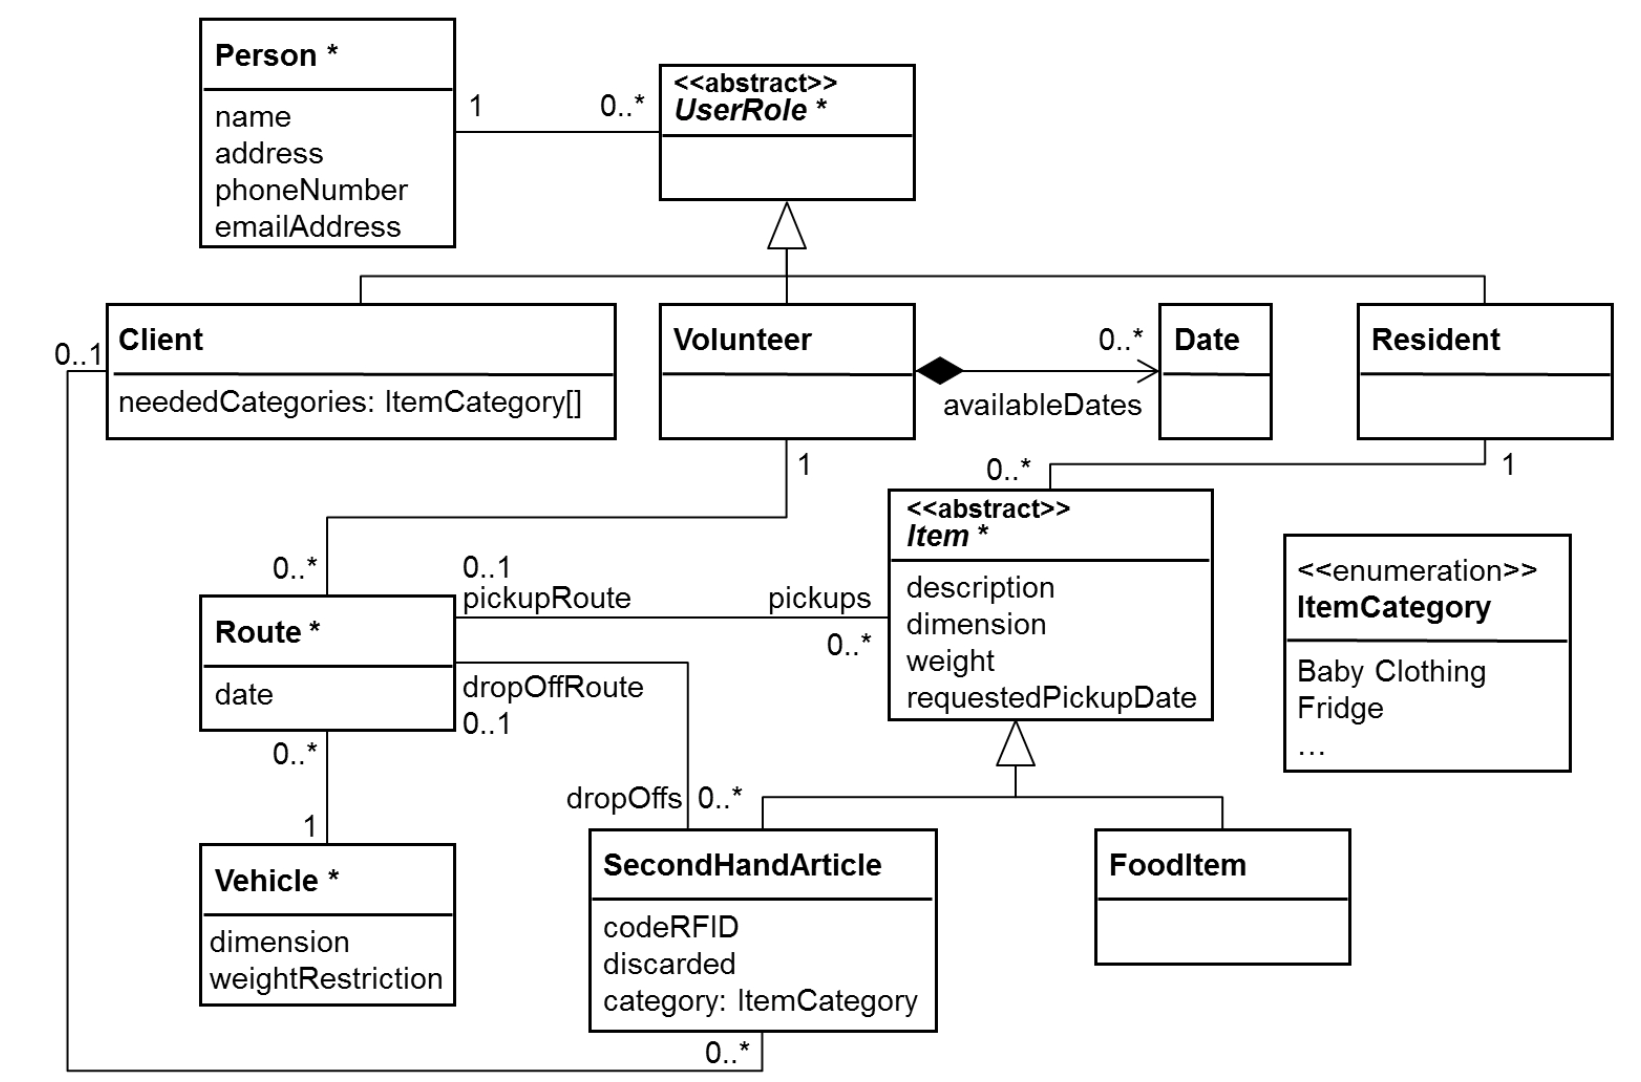 Person *
name
address
phoneNumber
emailAddress
1
0..*
<<abstract>>
UserRole *
0..1
Client
neededCategories: ItemCategory[]
Volunteer
0..*
availableDates
Date
Resident
1
0..*
1
<<abstract>>
Item *
description
dimension
weight
requestedPickupDate
<<enumeration>>
ItemCategory
Baby Clothing
Fridge
...
0..*
0..1
pickupRoute
pickups
0..*
Route *
date
dropOffRoute
0..1
0..*
1
dropOffs
0..*
Vehicle *
dimension
weightRestriction
SecondHandArticle
codeRFID
discarded
category: ItemCategory
FoodItem
0..*